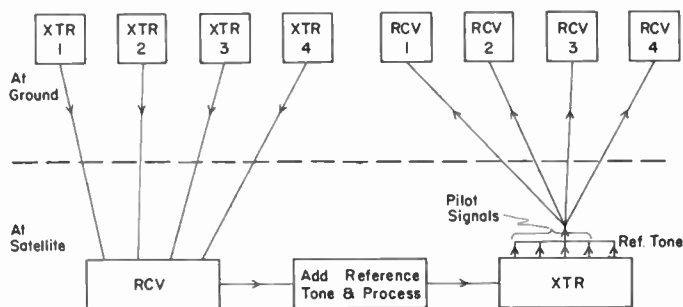 XTR
1
XTR
2
XTR
3
XTR
4
RCV
1
RCV
2
RCV
3
RCV
4
At
Ground
At
Satellite
Pilot
Signals
Ref. Tone
RCV
Add Reference
Tone & Process
XTR